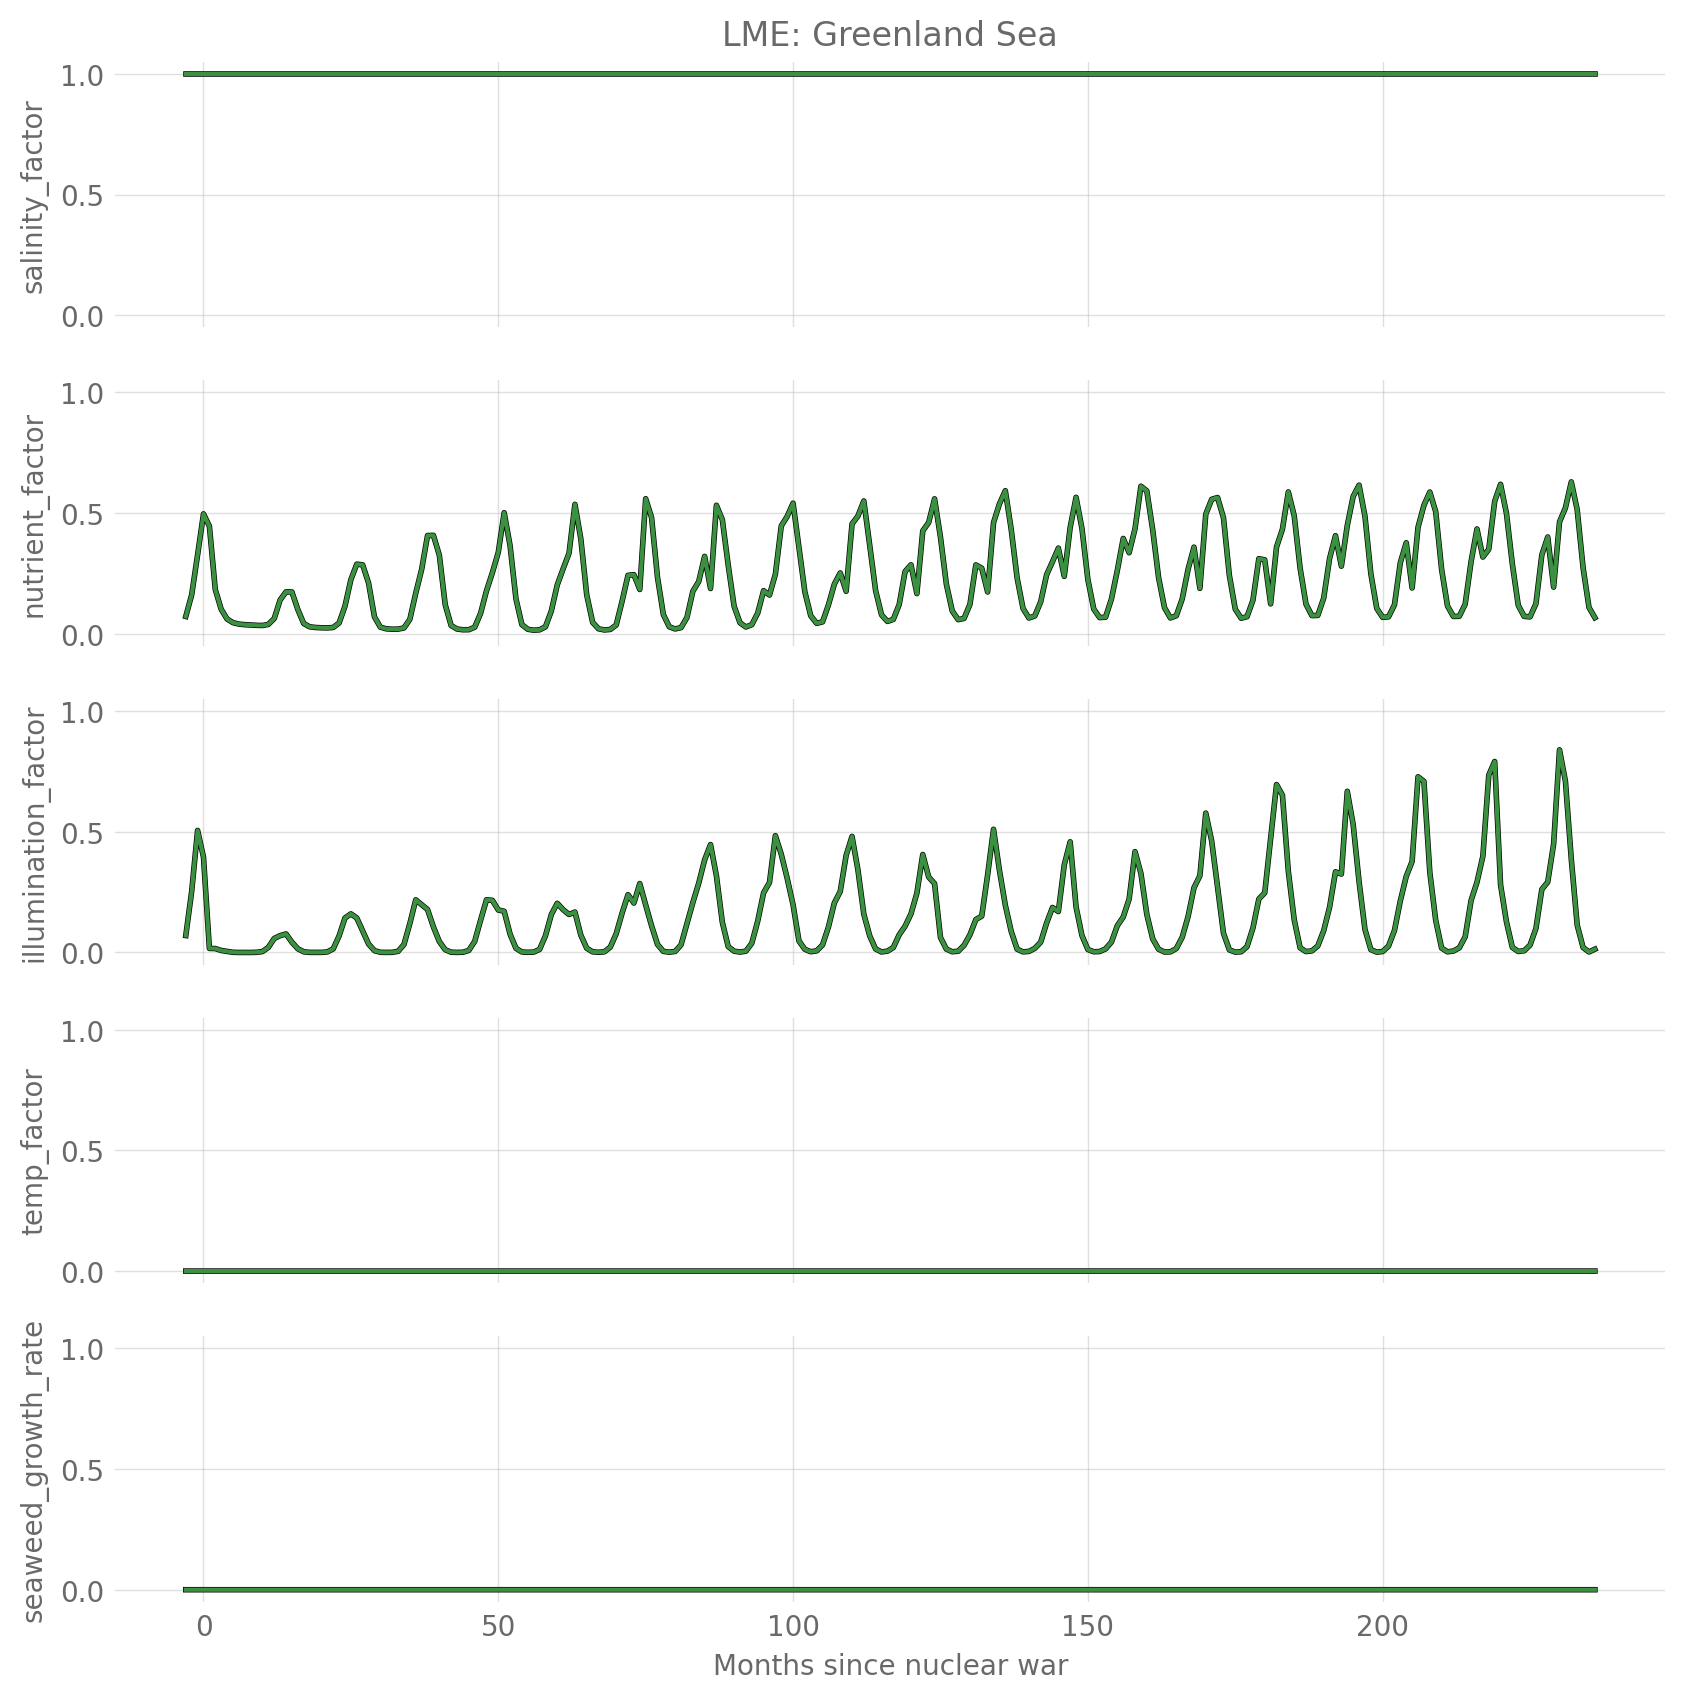 LME: Greenland Sea
1.0
0.5
0.0
salinity_factor
1.0
0.5
0.0
nutrient_factor
1.0
0.5
0.0
illumination_factor
1.0
0.5
0.0
temp_factor
1.0
0.5
0.0
seaweed_growth_rate
0 50 100 150 200
Months since nuclear war